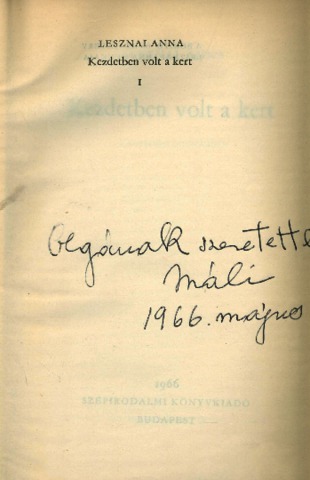 LESZNAI ANNA
Kezdetben volt a kert
I
Kezdetben volt a kert
Olgának szeretettel
Máli
1966. május
1966
SZÉPIRODALMI KÖNYVKIADÓ
BUDAPEST